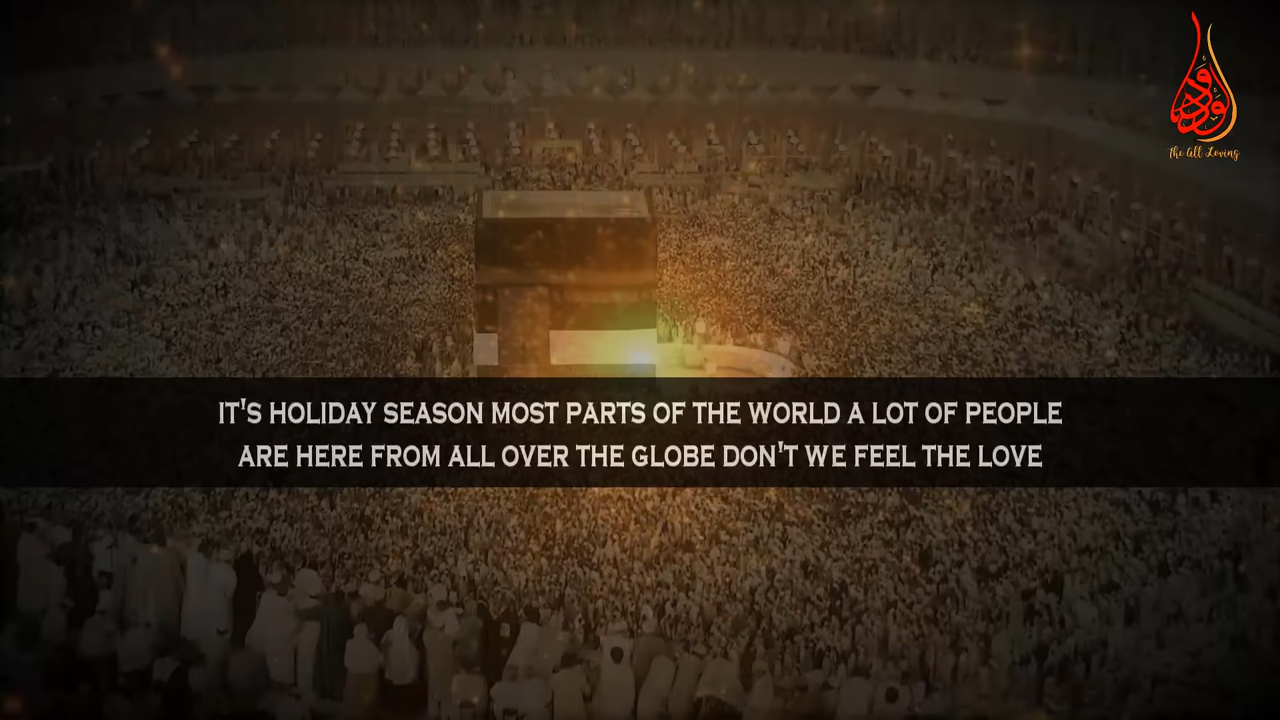 الودود
The All Loving
IT'S HOLIDAY SEASON MOST PARTS OF THE WORLD A LOT OF PEOPLE
ARE HERE FROM ALL OVER THE GLOBE DON'T WE FEEL THE LOVE